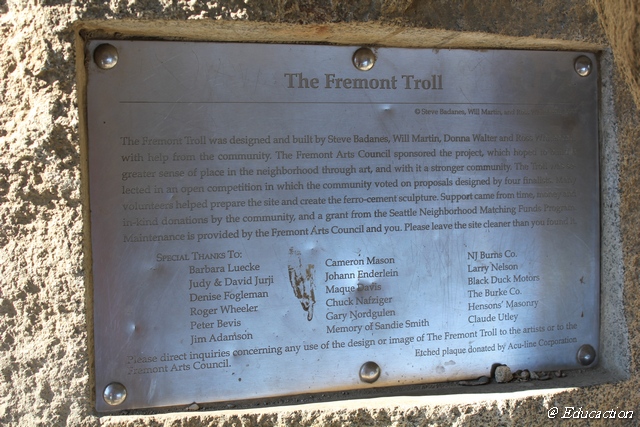 The Fremont Troll
© Steve Badanes, Will Martin, and
The Fremont Troll was designed and built by Steve Badanes, Will Martin, Donna Walter and
with help from the community. The Fremont Arts Council sponsored the project, which hoped
greater sense of place in the neighborhood through art, and with it a stronger community. The
lected in an open competition in which the community voted on proposals designed by four
volunteers helped prepare the site and create the ferro-cement sculpture. Support came from time, money
in-kind donations by the community, and a grant from the Seattle Neighborhood Matching Funds Program.
Maintenance is provided by the Fremont Arts Council and you. Please leave the site cleaner than you found it.
Special Thanks To:
Barbara Luecke
Judy & David Jurji
Denise Fogleman
Roger Wheeler
Peter Bevis
Jim Adamson
Cameron Mason
Johann Enderlein
Maque Davis
Chuck Nafziger
Gary Nordgulen
Memory of Sandie Smith
NJ Burns Co.
Larry Nelson
Black Duck Motors
The Burke Co.
Hensons' Masonry
Claude Utley
Please direct inquiries concerning any use of the design or image of The Fremont Troll to the artists or to the
Fremont Arts Council.
Etched plaque donated by Acu-line Corporation
@ Educaction